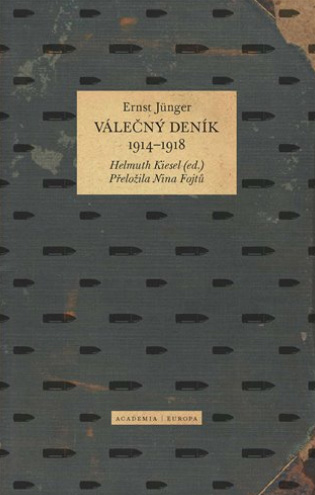 Ernst Jünger
VÁLEČNÝ DENÍK
1914–1918
Helmuth Kiesel (ed.)
Přeložila Nina Fojtů
ACADEMIA | EUROPA